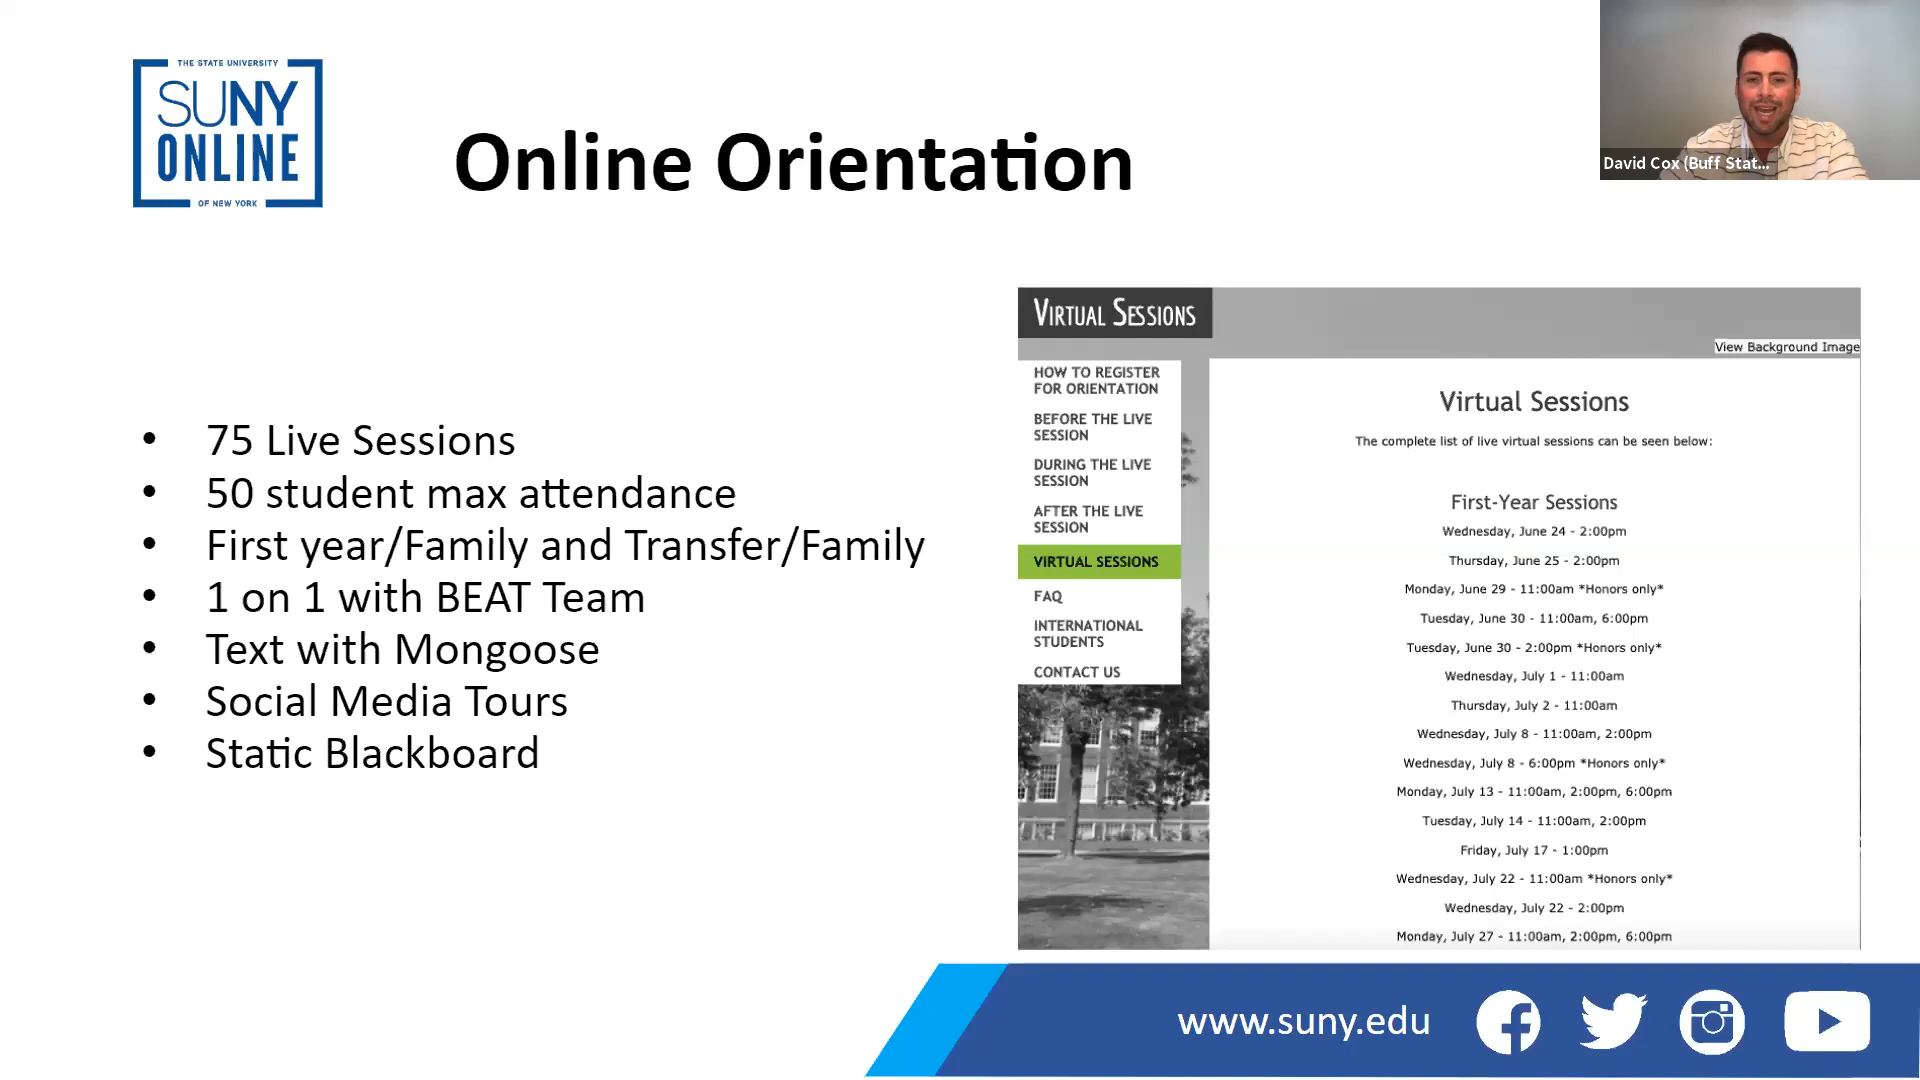 THE STATE UNIVERSITY
SUNY
ONLINE
OF NEW YORK
Online Orientation
David Cox (Buff Stat...
• 75 Live Sessions
• 50 student max attendance
• First year/Family and Transfer/Family
• 1 on 1 with BEAT Team
• Text with Mongoose
• Social Media Tours
• Static Blackboard
VIRTUAL SESSIONS
View Background Image
HOW TO REGISTER
FOR ORIENTATION
BEFORE THE LIVE
SESSION
DURING THE LIVE
SESSION
AFTER THE LIVE
SESSION
VIRTUAL SESSIONS
FAQ
INTERNATIONAL
STUDENTS
CONTACT US
Virtual Sessions
The complete list of live virtual sessions can be seen below:
First-Year Sessions
Wednesday, June 24 - 2:00pm
Thursday, June 25 - 2:00pm
Monday, June 29 - 11:00am *Honors only*
Tuesday, June 30 - 11:00am, 6:00pm
Tuesday, June 30 - 2:00pm *Honors only*
Wednesday, July 1 - 11:00am
Thursday, July 2 - 11:00am
Wednesday, July 8 - 11:00am, 2:00pm
Wednesday, July 8 - 6:00pm *Honors only*
Monday, July 13 - 11:00am, 2:00pm, 6:00pm
Tuesday, July 14 - 11:00am, 2:00pm
Friday, July 17 - 1:00pm
Wednesday, July 22 - 11:00am *Honors only*
Wednesday, July 22 - 2:00pm
Monday, July 27 - 11:00am, 2:00pm, 6:00pm
www.suny.edu